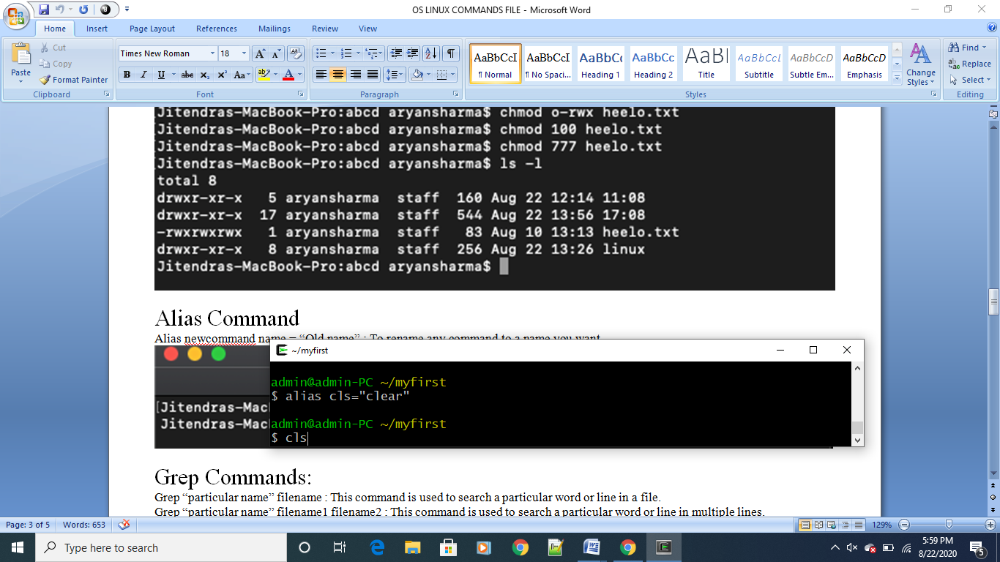 OS LINUX COMMANDS FILE - Microsoft Word
Home Insert Page Layout References Mailings Review View
Paste Cut Copy Format Painter
Times New Roman 18
AaBbCcI AaBbCcI AaBbCc AaBbCc AaBl AaBbCcL AaBbCcD AaBbCcD
¶ Normal ¶ No Spaci... Heading 1 Heading 2 Title Subtitle Subtle Em... Emphasis
Change Styles
Find Replace Select
Clipboard Font Paragraph Styles Editing
[Jitendras-MacBook-Pro:abcd aryansharma$ chmod o-rwx heelo.txt
[Jitendras-MacBook-Pro:abcd aryansharma$ chmod 100 heelo.txt
[Jitendras-MacBook-Pro:abcd aryansharma$ chmod 777 heelo.txt
[Jitendras-MacBook-Pro:abcd aryansharma$ ls -l
total 8
drwxr-xr-x 5 aryansharma staff 160 Aug 22 12:14 11:08
drwxr-xr-x 17 aryansharma staff 544 Aug 22 13:56 17:08
-rwxrwxrwx 1 aryansharma staff 83 Aug 10 13:13 heelo.txt
drwxr-xr-x 8 aryansharma staff 256 Aug 22 13:26 linux
Jitendras-MacBook-Pro:abcd aryansharma$
Alias Command
Alias newcommand name = “Old name” : To rename any command to a name you want
[Jitendras-Mac
Jitendras-Mac
~/myfirst
admin@admin-PC ~/myfirst
$ alias cls="clear"
admin@admin-PC ~/myfirst
$ cls
Grep Commands:
Grep “particular name” filename : This command is used to search a particular word or line in a file.
Grep “particular name” filename1 filename2 : This command is used to search a particular word or line in multiple lines.
Page: 3 of 5 Words: 653 129%
Type here to search
5:59 PM
8/22/2020
5